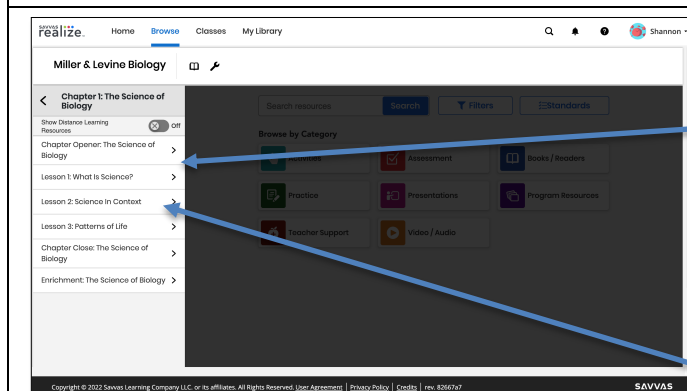 SAVVAS
realize. Home Browse Classes My Library Shannon
Miller & Levine Biology
Chapter 1: The Science of
Biology
Show Distance Learning
Resources
Off
Chapter Opener: The Science of
Biology
Lesson 1: What Is Science?
Lesson 2: Science In Context
Lesson 3: Patterns of Life
Chapter Close: The Science of
Biology
Enrichment: The Science of Biology
Search resources Search Filters Standards
Browse by Category
Activities Assessment Books / Readers
Practice Presentations Program Resources
Teacher Support Video / Audio
Copyright © 2022 Savvas Learning Company LLC. or its affiliates. All Rights Reserved. User Agreement | Privacy Policy | Credits | rev. 82667a7 SAVVAS